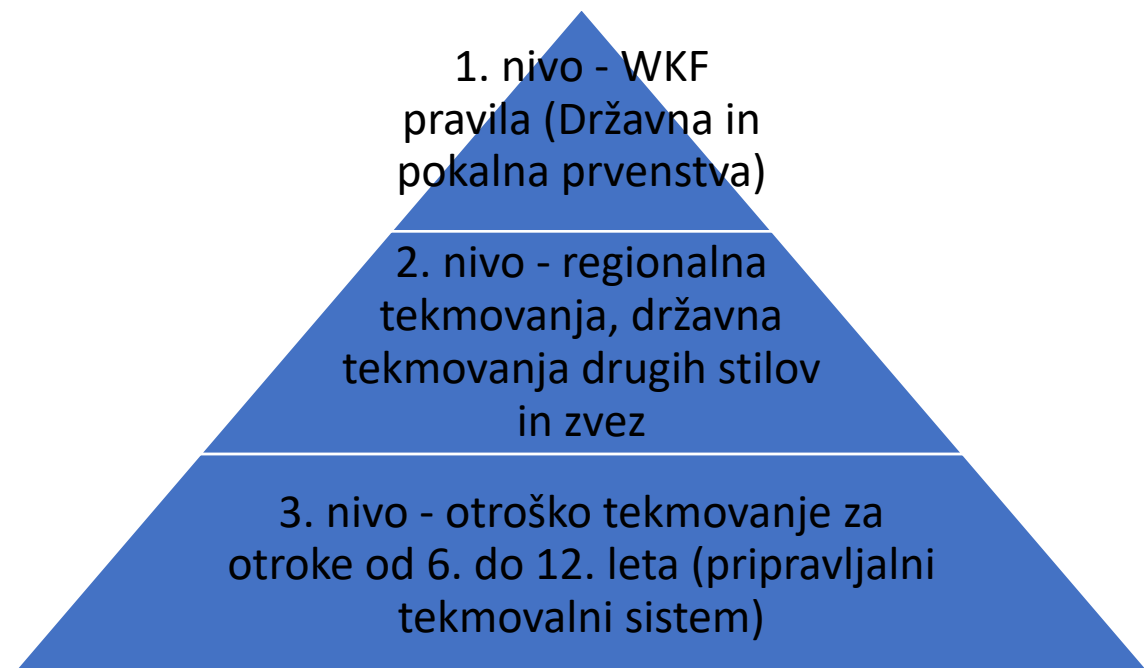 1. nivo - WKF
pravila (Državna in
pokalna prvenstva)
2. nivo - regionalna
tekmovanja, državna
tekmovanja drugih stilov
in zvez
3. nivo - otroško tekmovanje za
otroke od 6. do 12. leta (pripravljalni
tekmovalni sistem)